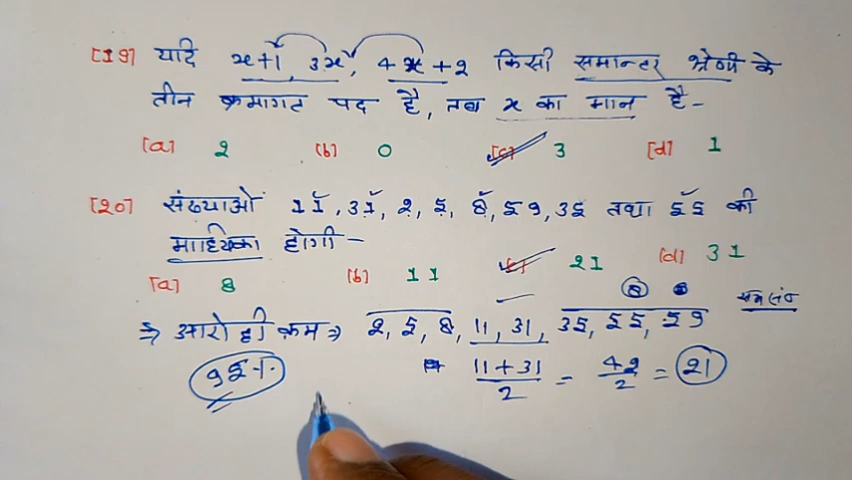 [19] यदि x+1, 3x, 4x+2 किसी समान्तर श्रेणी के
तीन क्रमागत पद है, तब x का मान है-
[a] 2 [b] 0 [c] 3 [d] 1
[20] संख्याओं 11, 31, 2, 5, 8, 59, 35 तथा 55 की
माध्यिका होगी-
[a] 8 [b] 11 [c] 21 [d] 31
⇒ आरोही क्रम ⇒ 2, 5, 8, 11, 31, 35, 55, 59
8
11+31/2 = 42/2 = 21